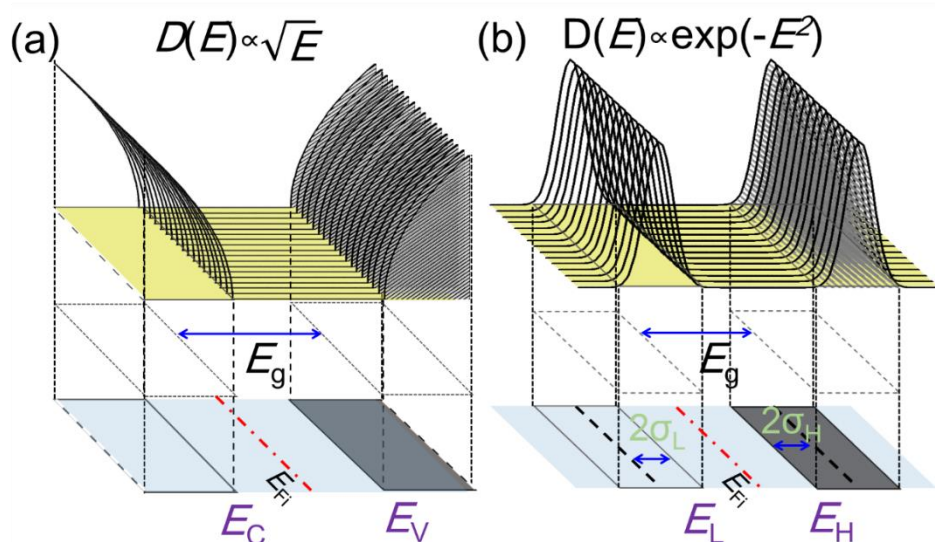 (a) D(E)∝√E
(b) D(E)∝exp(-E²)
E_g
E_g
2σ_L
2σ_H
E_Fi
E_Fi
E_C
E_V
E_L
E_H